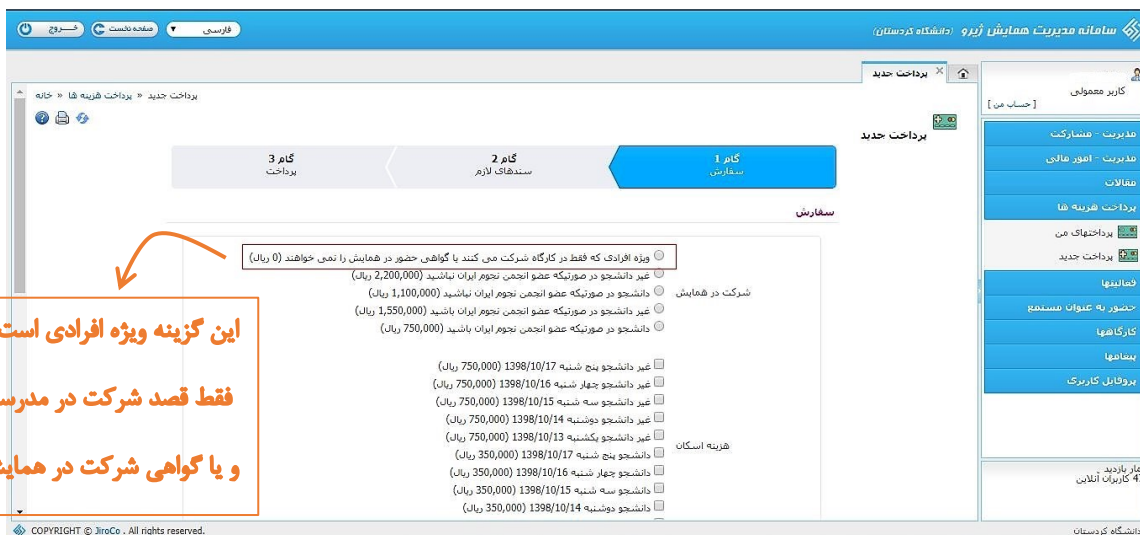 سامانه مدیریت همایش ژیرو (دانشگاه کردستان)
فارسی
صفحه نخست
خـــروج
کاربر معمولی
[ حساب من ]
مدیریت - مشارکت
مدیریت - امور مالی
مقالات
پرداخت هزینه ها
پرداختهای من
پرداخت جدید
فعالیتها
حضور به عنوان مستمع
کارگاهها
پیغامها
پروفایل کاربری
بازدید
کاربران آنلاین
دانشگاه کردستان
پرداخت جدید
پرداخت جدید « پرداخت هزینه ها « خانه
پرداخت جدید
گام 1
سفارش
گام 2
سندهای لازم
گام 3
پرداخت
سفارش
شرکت در همایش
ویژه افرادی که فقط در کارگاه شرکت می کنند یا گواهی حضور در همایش را نمی خواهند (0 ریال)
غیر دانشجو در صورتیکه عضو انجمن نجوم ایران نباشید (2,200,000 ریال)
دانشجو در صورتیکه عضو انجمن نجوم ایران نباشید (1,100,000 ریال)
غیر دانشجو در صورتیکه عضو انجمن نجوم ایران باشید (1,550,000 ریال)
دانشجو در صورتیکه عضو انجمن نجوم ایران باشید (750,000 ریال)
هزینه اسکان
غیر دانشجو پنج شنبه 1398/10/17 (750,000 ریال)
غیر دانشجو چهار شنبه 1398/10/16 (750,000 ریال)
غیر دانشجو سه شنبه 1398/10/15 (750,000 ریال)
غیر دانشجو دوشنبه 1398/10/14 (750,000 ریال)
غیر دانشجو یکشنبه 1398/10/13 (750,000 ریال)
دانشجو پنج شنبه 1398/10/17 (350,000 ریال)
دانشجو چهار شنبه 1398/10/16 (350,000 ریال)
دانشجو سه شنبه 1398/10/15 (350,000 ریال)
دانشجو دوشنبه 1398/10/14 (350,000 ریال)
این گزینه ویژه افرادی است
فقط قصد شرکت در
و یا گواهی شرکت در
COPYRIGHT © JiroCo . All rights reserved.